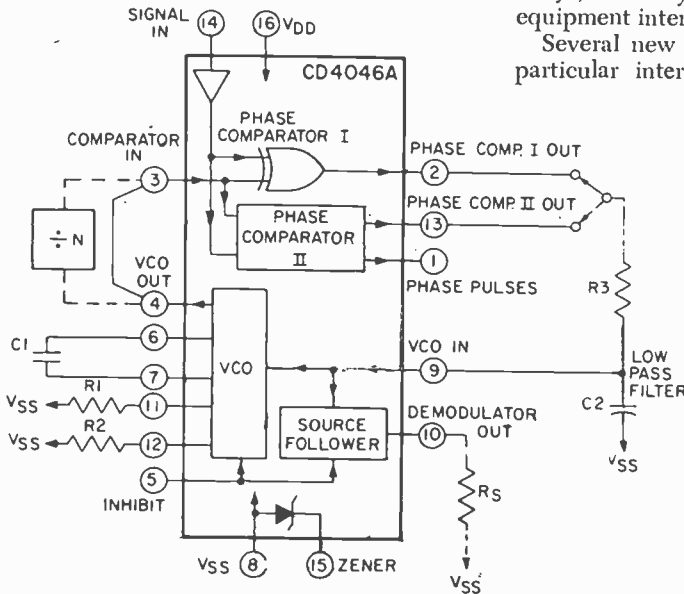 equipment inter
Several new
particular inter
SIGNAL
IN
14
16
VDD
CD4046A
PHASE
COMPARATOR I
COMPARATOR
IN
3
PHASE COMP. I OUT
2
PHASE COMP. II OUT
13
PHASE
COMPARATOR
II
÷ N
1
PHASE PULSES
VCO
OUT
4
R3
C1
6
7
VCO
VCO IN
9
LOW
PASS
FILTER
C2
VSS
R1
11
VSS
R2
12
SOURCE
FOLLOWER
DEMODULATOR
OUT
10
VSS
5
INHIBIT
RS
VSS
8
15
ZENER
VSS